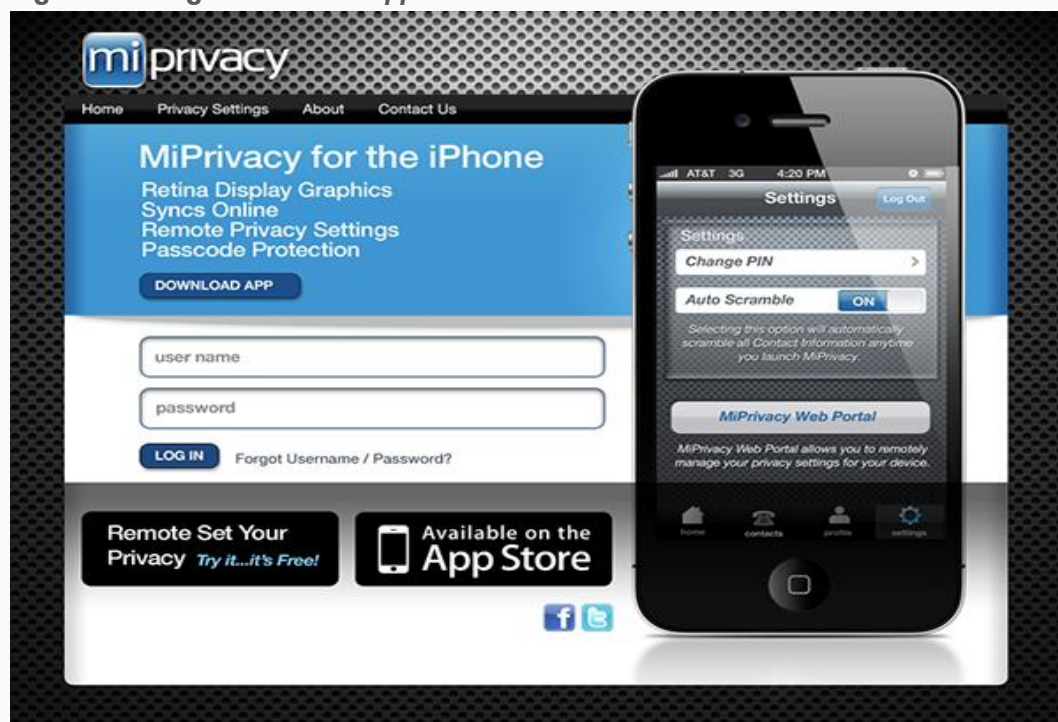 mi privacy
Home Privacy Settings About Contact Us
MiPrivacy for the iPhone
Retina Display Graphics
Syncs Online
Remote Privacy Settings
Passcode Protection
DOWNLOAD APP
user name
password
LOG IN Forgot Username / Password?
Remote Set Your
Privacy Try it...it's Free!
Available on the
App Store
f
AT&T 3G 4:20 PM
Settings Log Out
Settings
Change PIN >
Auto Scramble ON
Selecting this option will automatically
scramble all Contact Information anytime
you launch MiPrivacy.
MiPrivacy Web Portal
MiPrivacy Web Portal allows you to remotely
manage your privacy settings for your device.
home contacts profile settings